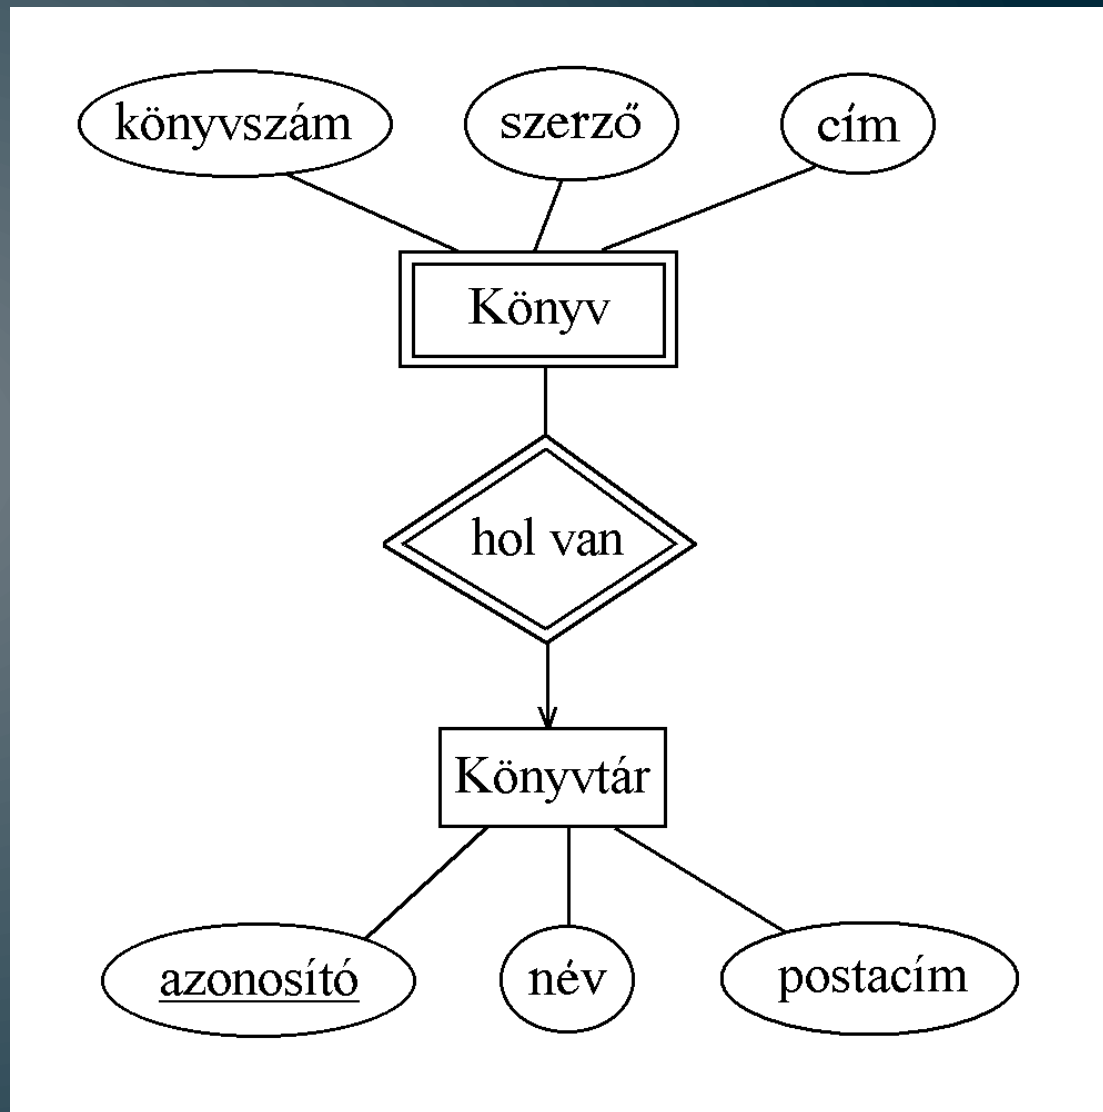 könyvszám
szerző
cím
Könyv
hol van
Könyvtár
azonosító
név
postacím